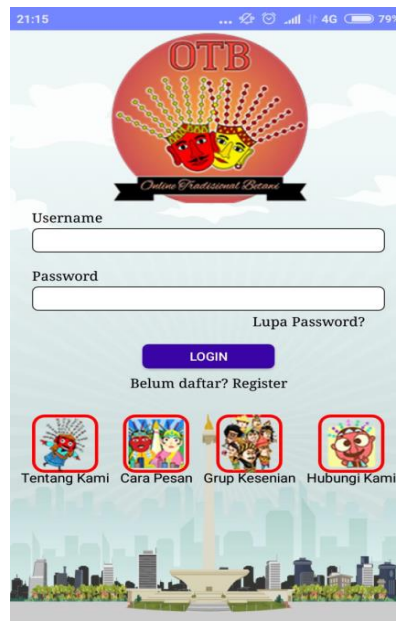 21:15 ... 4G 79%
OTB
Online Tradisional Betawi
Username
Password
Lupa Password?
LOGIN
Belum daftar? Register
Tentang Kami Cara Pesan Grup Kesenian Hubungi Kami